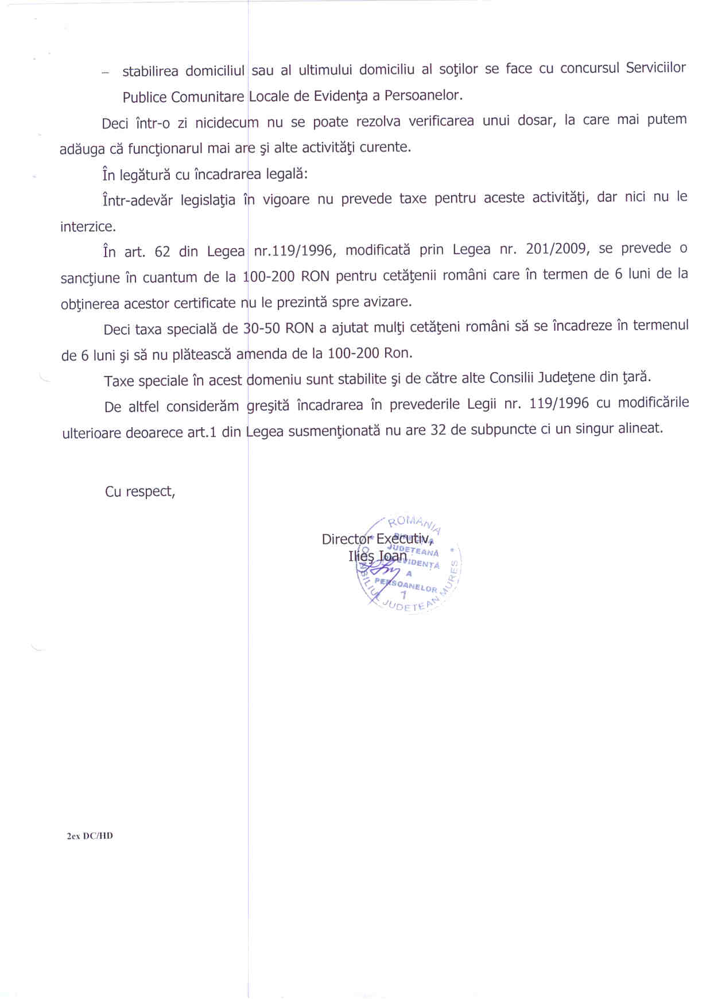 – stabilirea domiciliul sau al ultimului domiciliu al soţilor se face cu concursul Serviciilor
Publice Comunitare Locale de Evidenţa a Persoanelor.
Deci într-o zi nicidecum nu se poate rezolva verificarea unui dosar, la care mai putem
adăuga că funcţionarul mai are şi alte activităţi curente.
În legătură cu încadrarea legală:
Într-adevăr legislaţia în vigoare nu prevede taxe pentru aceste activităţi, dar nici nu le
interzice.
În art. 62 din Legea nr.119/1996, modificată prin Legea nr. 201/2009, se prevede o
sancţiune în cuantum de la 100-200 RON pentru cetăţenii români care în termen de 6 luni de la
obţinerea acestor certificate nu le prezintă spre avizare.
Deci taxa specială de 30-50 RON a ajutat mulţi cetăţeni români să se încadreze în termenul
de 6 luni şi să nu plătească amenda de la 100-200 Ron.
Taxe speciale în acest domeniu sunt stabilite şi de către alte Consilii Judeţene din ţară.
De altfel considerăm greşită încadrarea în prevederile Legii nr. 119/1996 cu modificările
ulterioare deoarece art.1 din Legea susmenţionată nu are 32 de subpuncte ci un singur alineat.
Cu respect,
Director Executiv,
Ilieş Ioan
ROMANIA
DIRECȚIA
JUDEȚEANĂ
EVIDENȚĂ
A
PERSOANELOR
1
* CONSILIUL JUDETEAN MURES *
2ex DC/HD